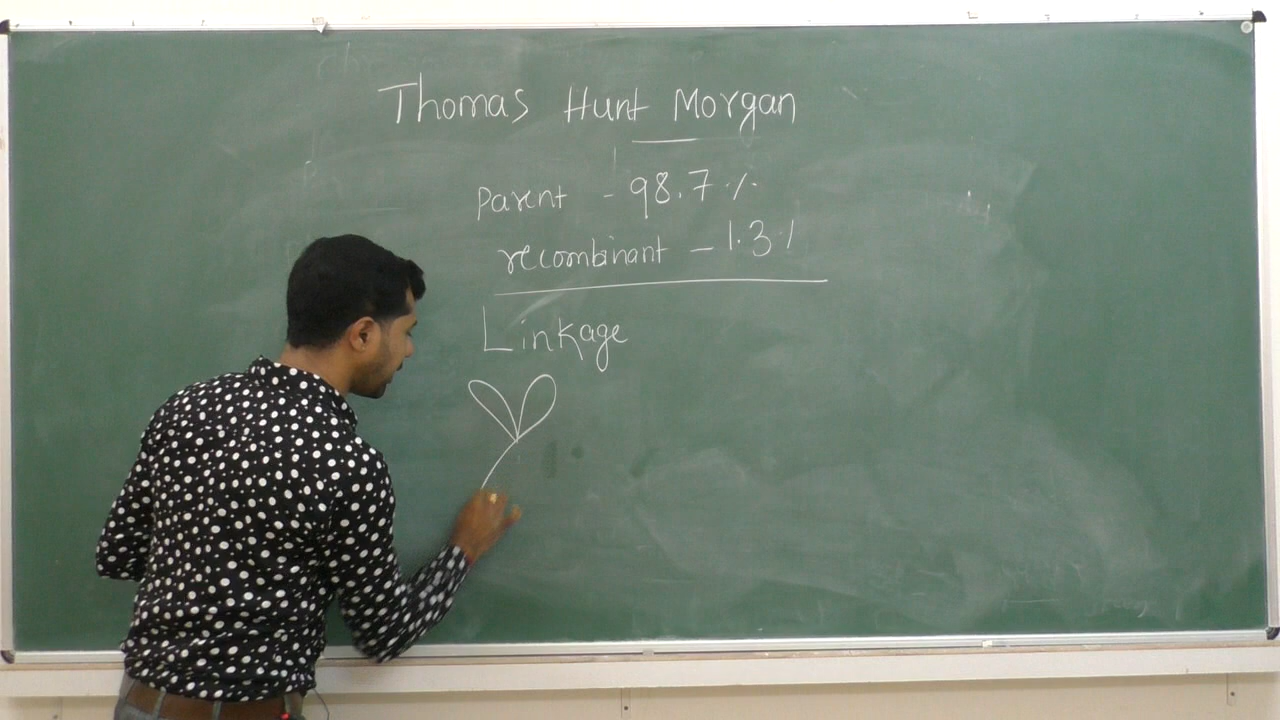 Thomas Hunt Morgan
Parent - 98.7 %
recombinant - 1.3 %
Linkage